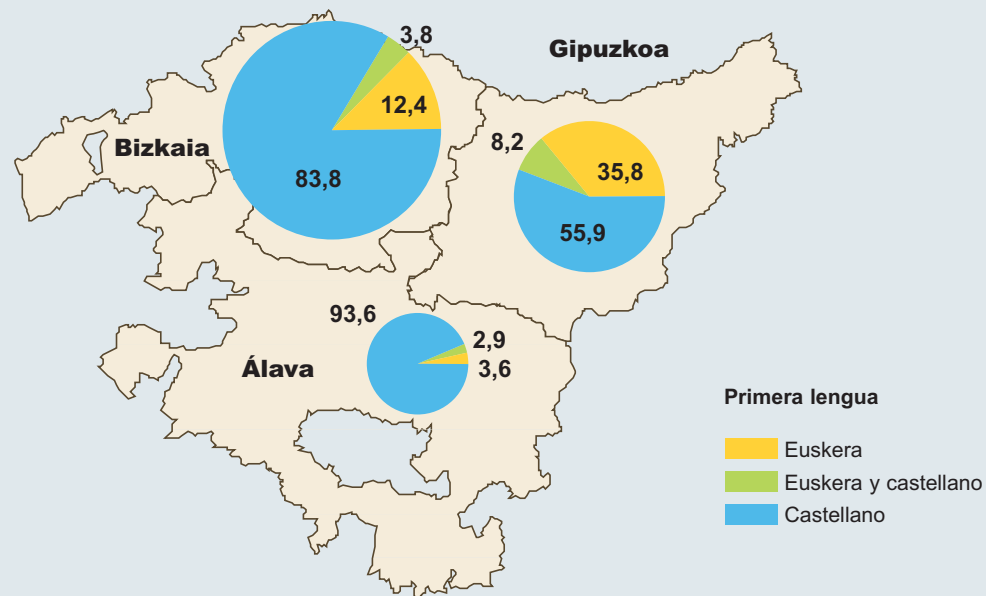 3,8
Gipuzkoa
12,4
Bizkaia
8,2
35,8
83,8
55,9
93,6
2,9
Álava
3,6
Primera lengua
Euskera
Euskera y castellano
Castellano